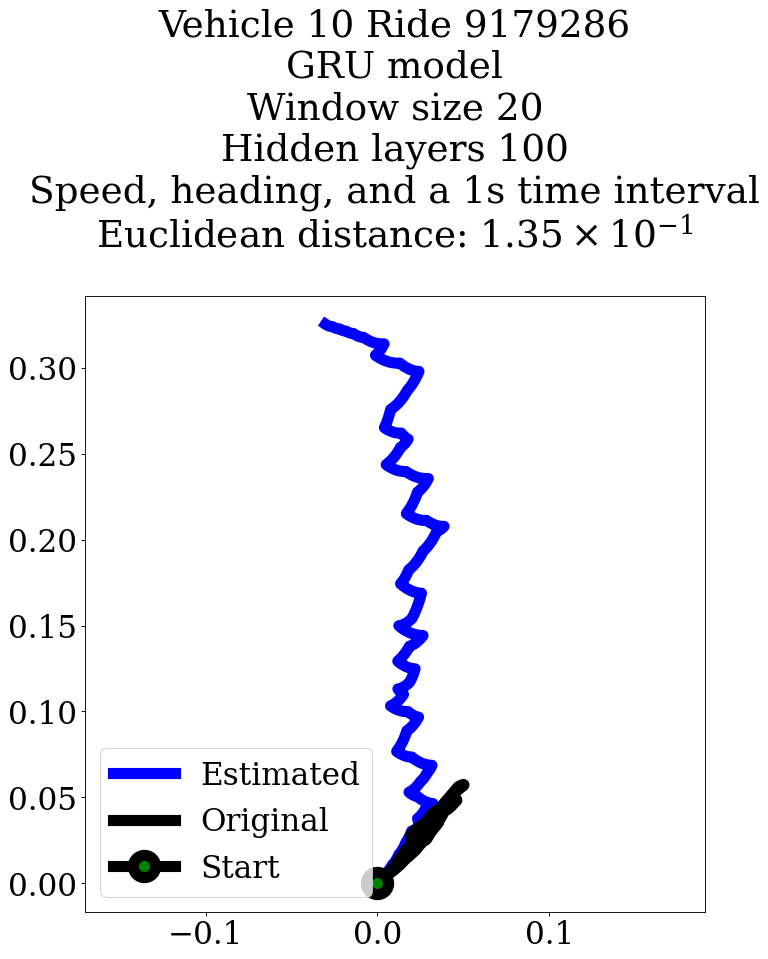 Vehicle 10 Ride 9179286
GRU model
Window size 20
Hidden layers 100
Speed, heading, and a 1s time interval
Euclidean distance: 1.35 × 10⁻¹
0.30
0.25
0.20
0.15
0.10
0.05
0.00
Estimated
Original
Start
−0.1
0.0
0.1